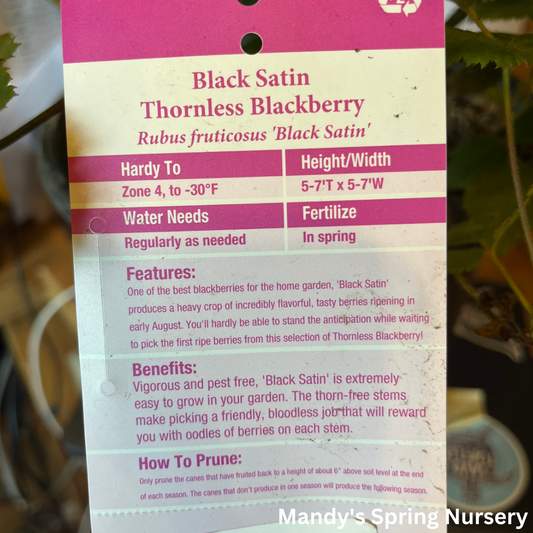 Black Satin
Thornless Blackberry
Rubus fruticosus 'Black Satin'
Hardy To
Height/Width
Zone 4, to -30°F
5-7'T x 5-7'W
Water Needs
Fertilize
Regularly as needed
In spring
Features:
One of the best blackberries for the home garden, 'Black Satin'
produces a heavy crop of incredibly flavorful, tasty berries ripening in
early August. You'll hardly be able to stand the anticipation while waiting
to pick the first ripe berries from this selection of Thornless Blackberry!
Benefits:
Vigorous and pest free, 'Black Satin' is extremely
easy to grow in your garden. The thorn-free stems
make picking a friendly, bloodless job that will reward
you with oodles of berries on each stem.
How To Prune:
Only prune the canes that have fruited back to a height of about 6" above soil level at the end
of each season. The canes that don't produce in one season will produce the following season.
Mandy's Spring Nursery